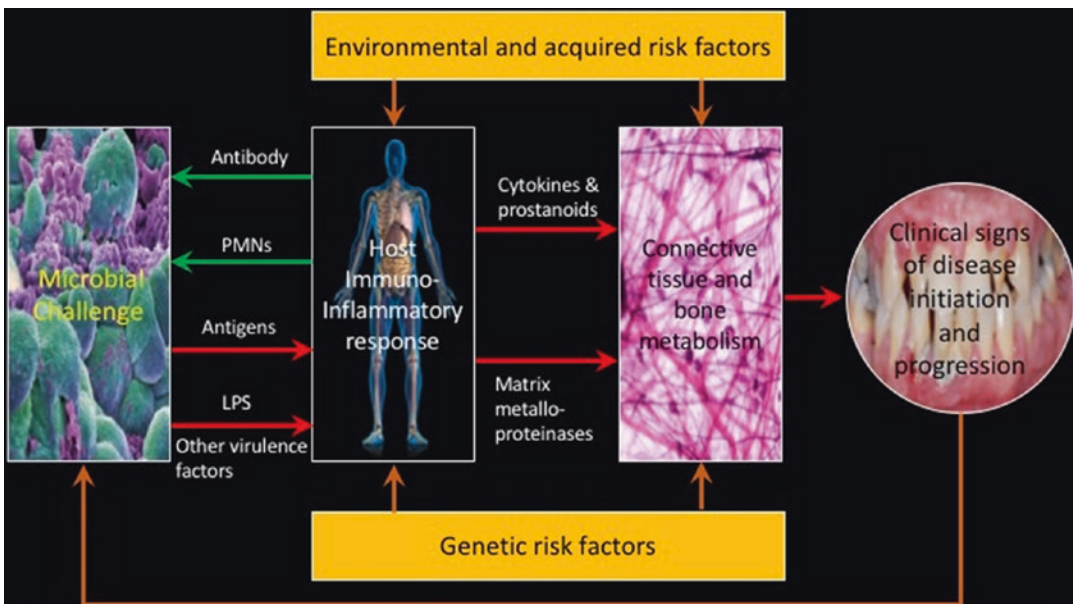 Environmental and acquired risk factors
Antibody
PMNs
Microbial
Challenge
Antigens
LPS
Other virulence
factors
Host
Immuno-
Inflammatory
response
Cytokines &
prostanoids
Matrix
metallo-
proteinases
Connective
tissue and
bone
metabolism
Clinical signs
of disease
initiation
and
progression
Genetic risk factors